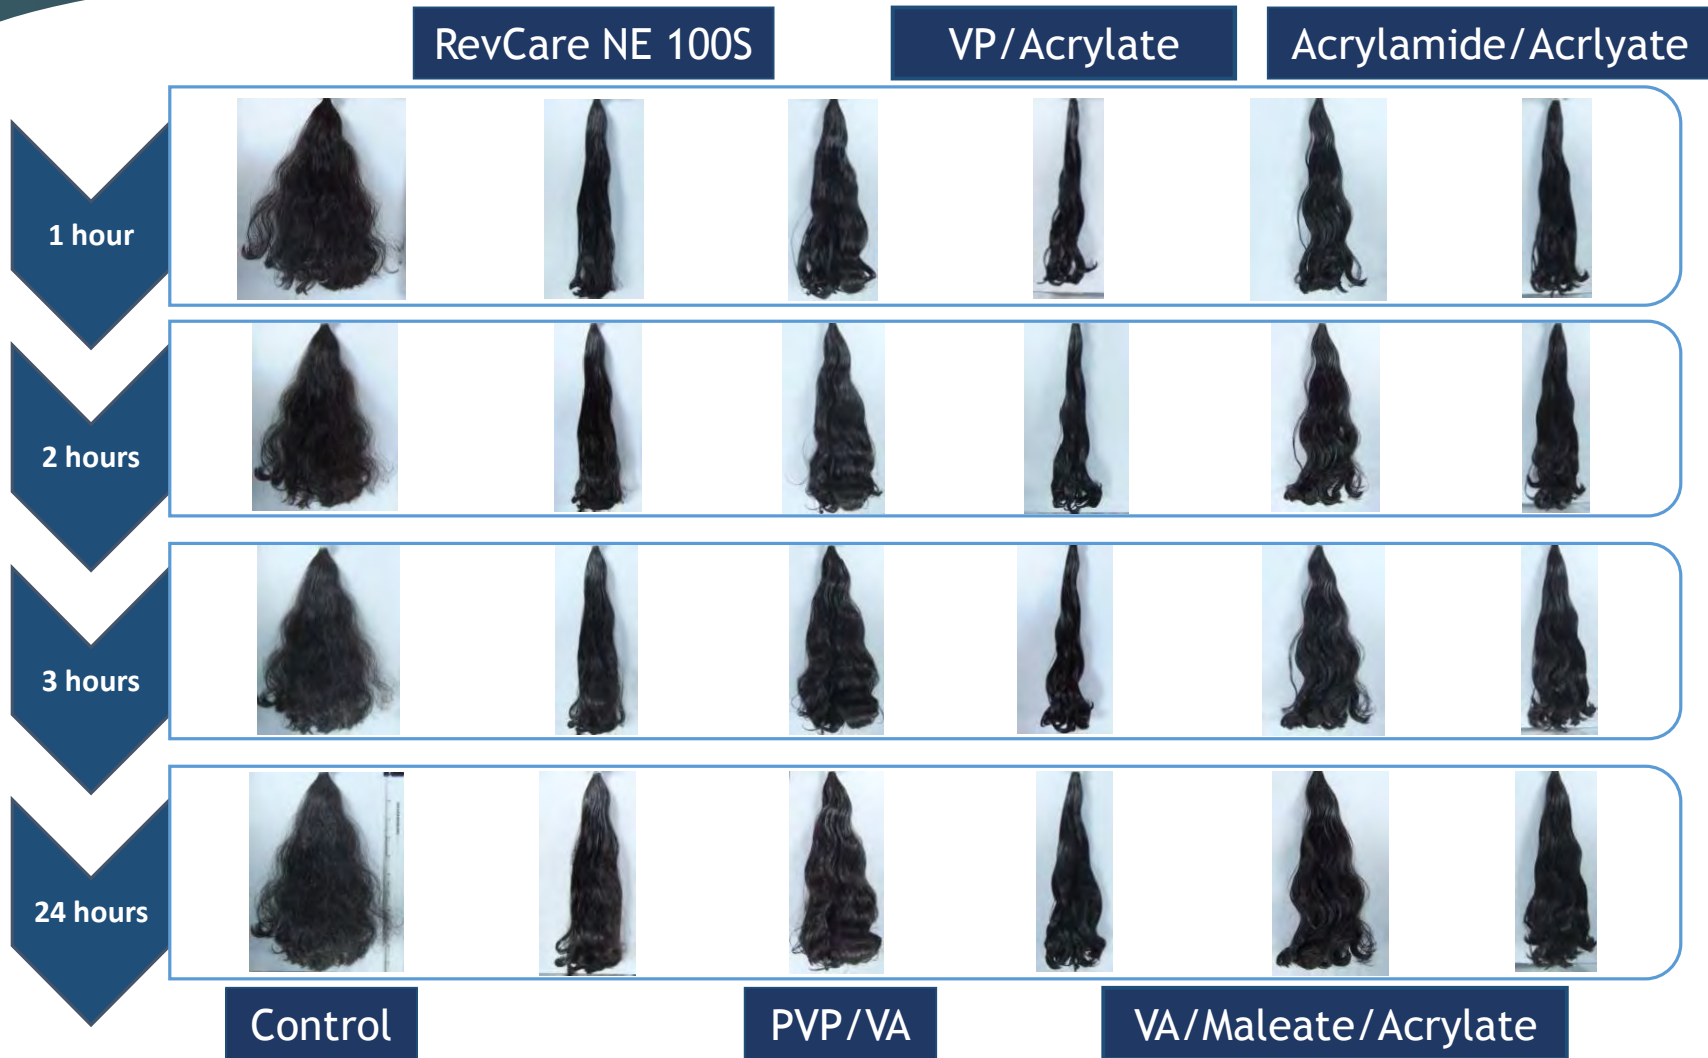 RevCare NE 100S
VP/Acrylate
Acrylamide/Acrlyate
1 hour
2 hours
3 hours
24 hours
Control
PVP/VA
VA/Maleate/Acrylate